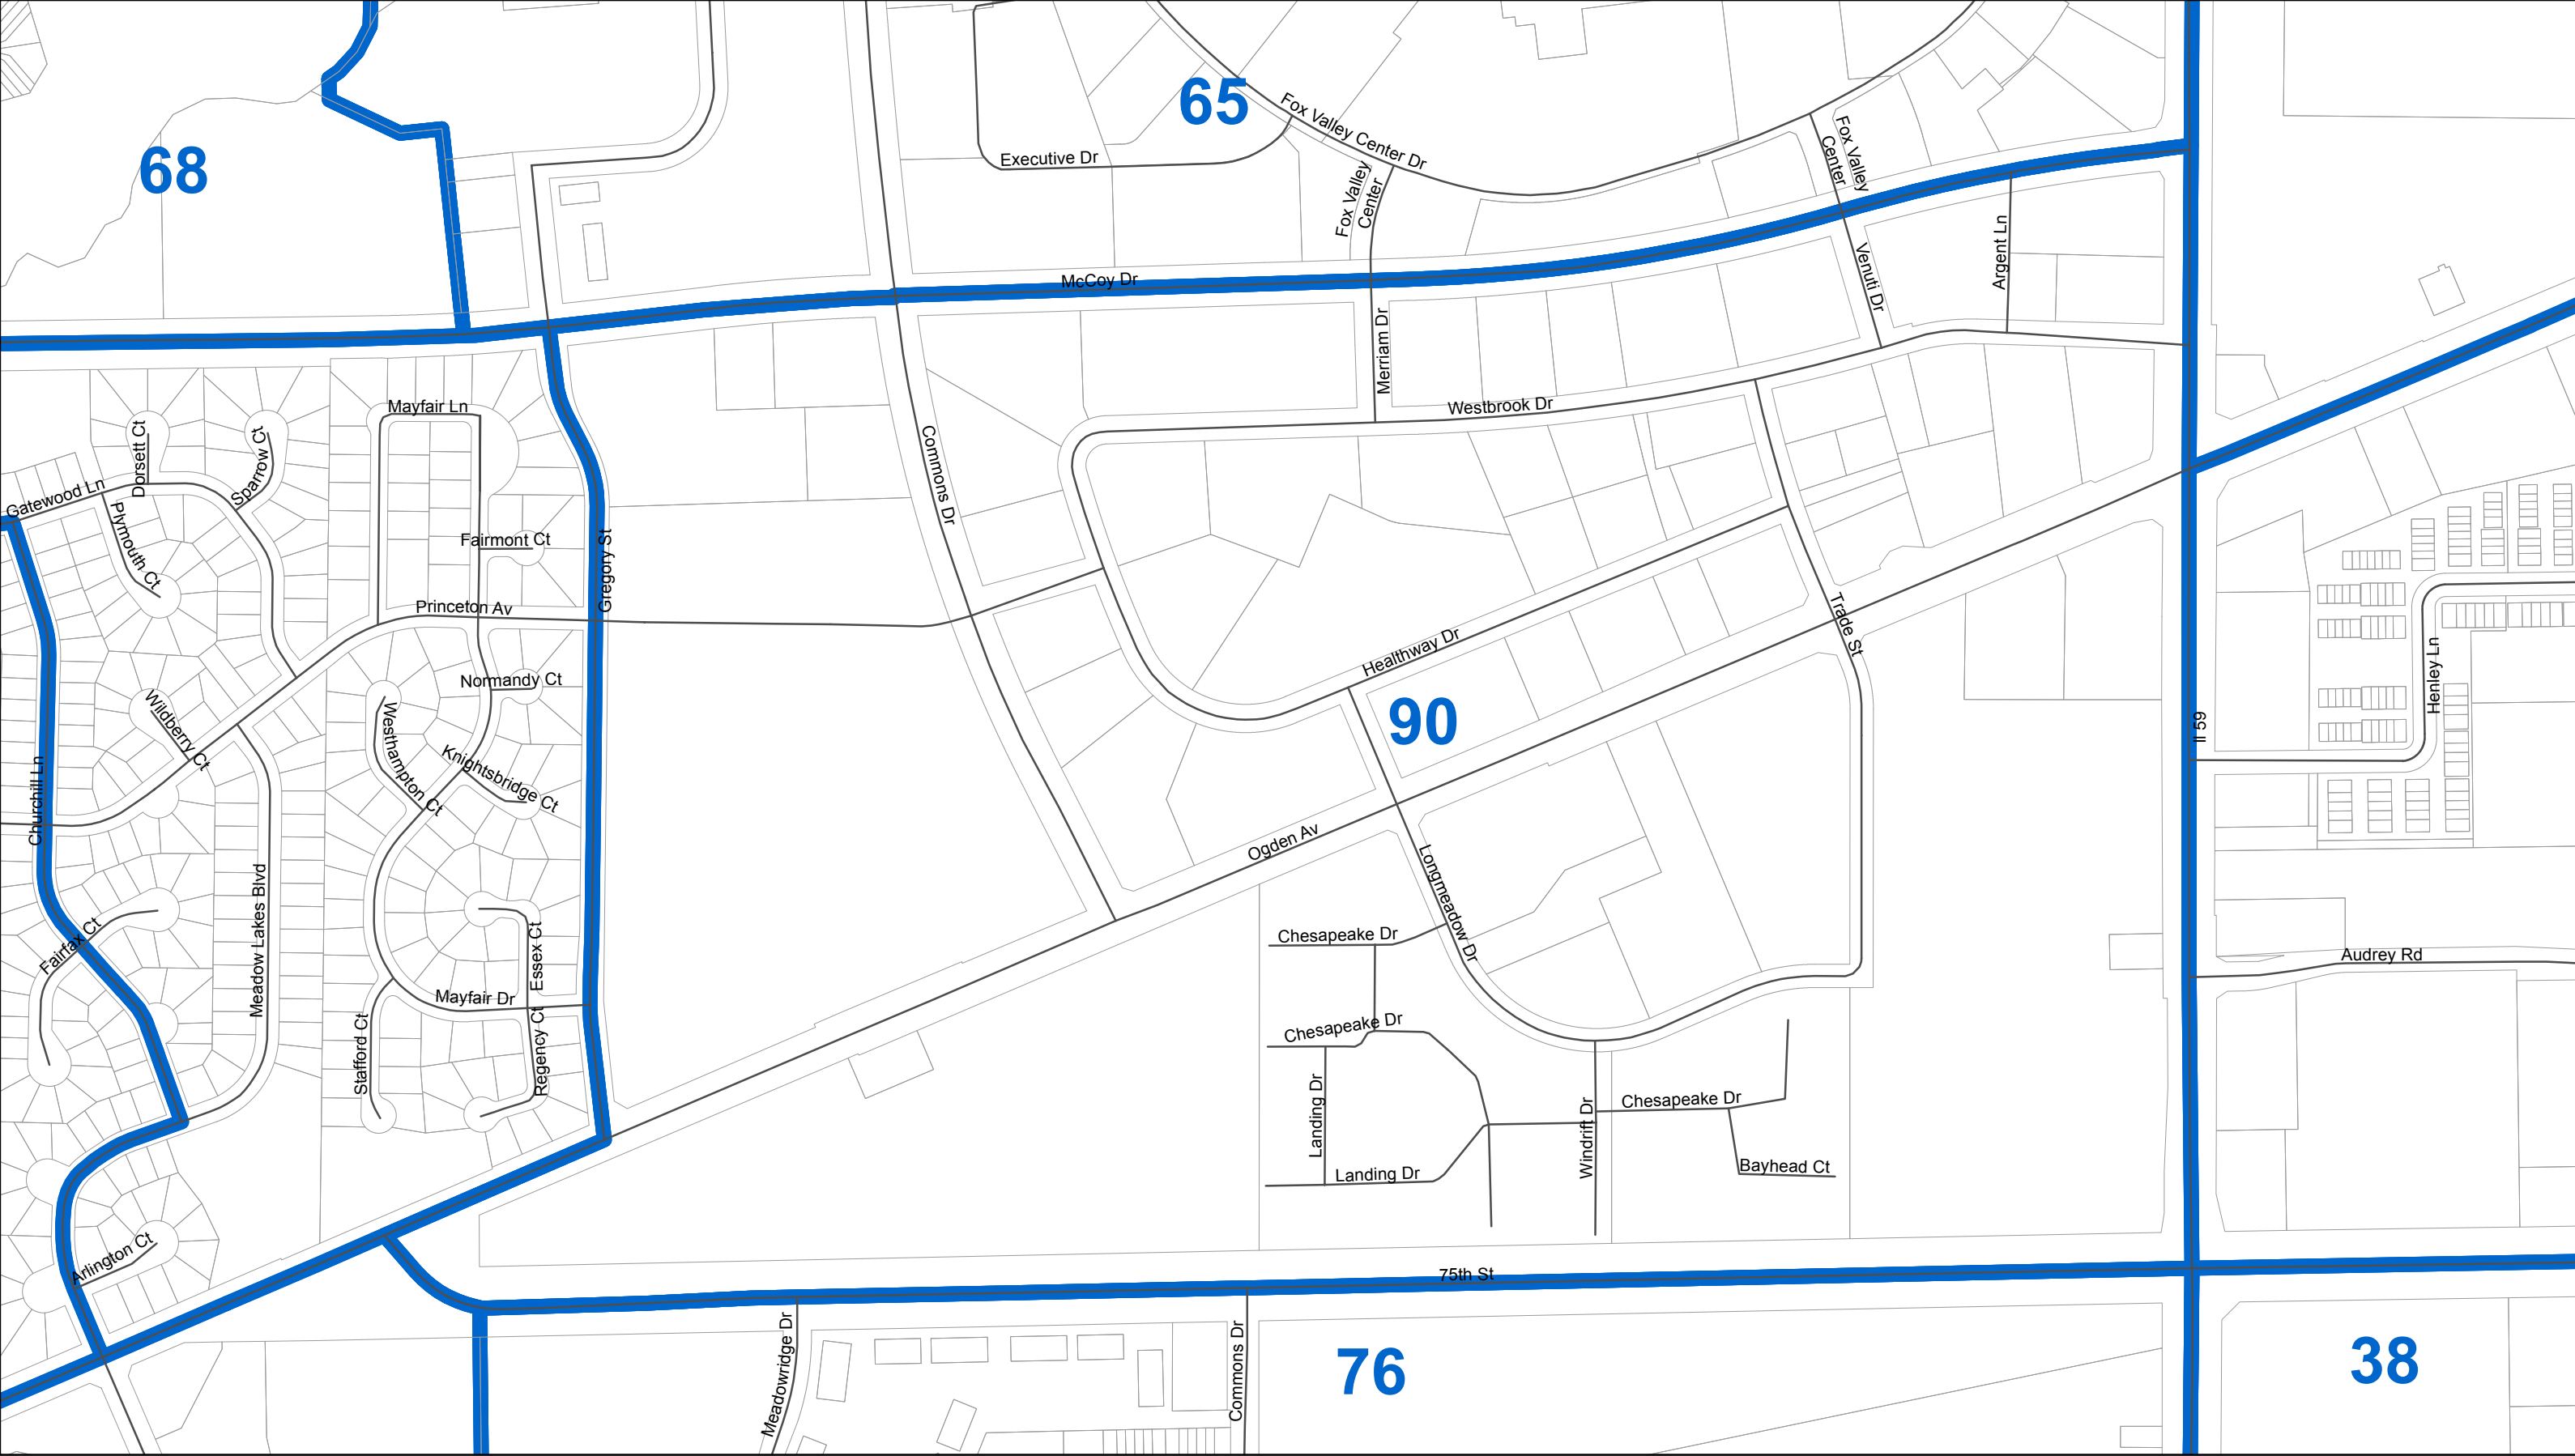 65
68
Fox Valley Center Dr
Executive Dr
Fox Valley
Center
Fox Valley
Center
McCoy Dr
Venuti Dr
Argent Ln
Merriam Dr
Westbrook Dr
Mayfair Ln
Dorsett Ct
Sparrow Ct
Gatewood Ln
Plymouth Ct
Commons Dr
Fairmont Ct
Gregory St
Princeton Av
Trade St
Healthway Dr
Henley Ln
Normandy Ct
90
Wildberry Ct
Westhampton Ct
Knightsbridge Ct
Il 59
Churchill Ln
Ogden Av
Longmeadow Dr
Meadow Lakes Blvd
Fairfax Ct
Essex Ct
Chesapeake Dr
Audrey Rd
Mayfair Dr
Stafford Ct
Regency Ct
Chesapeake Dr
Landing Dr
Windrift Dr
Chesapeake Dr
Landing Dr
Bayhead Ct
Arlington Ct
75th St
Meadowridge Dr
Commons Dr
76
38